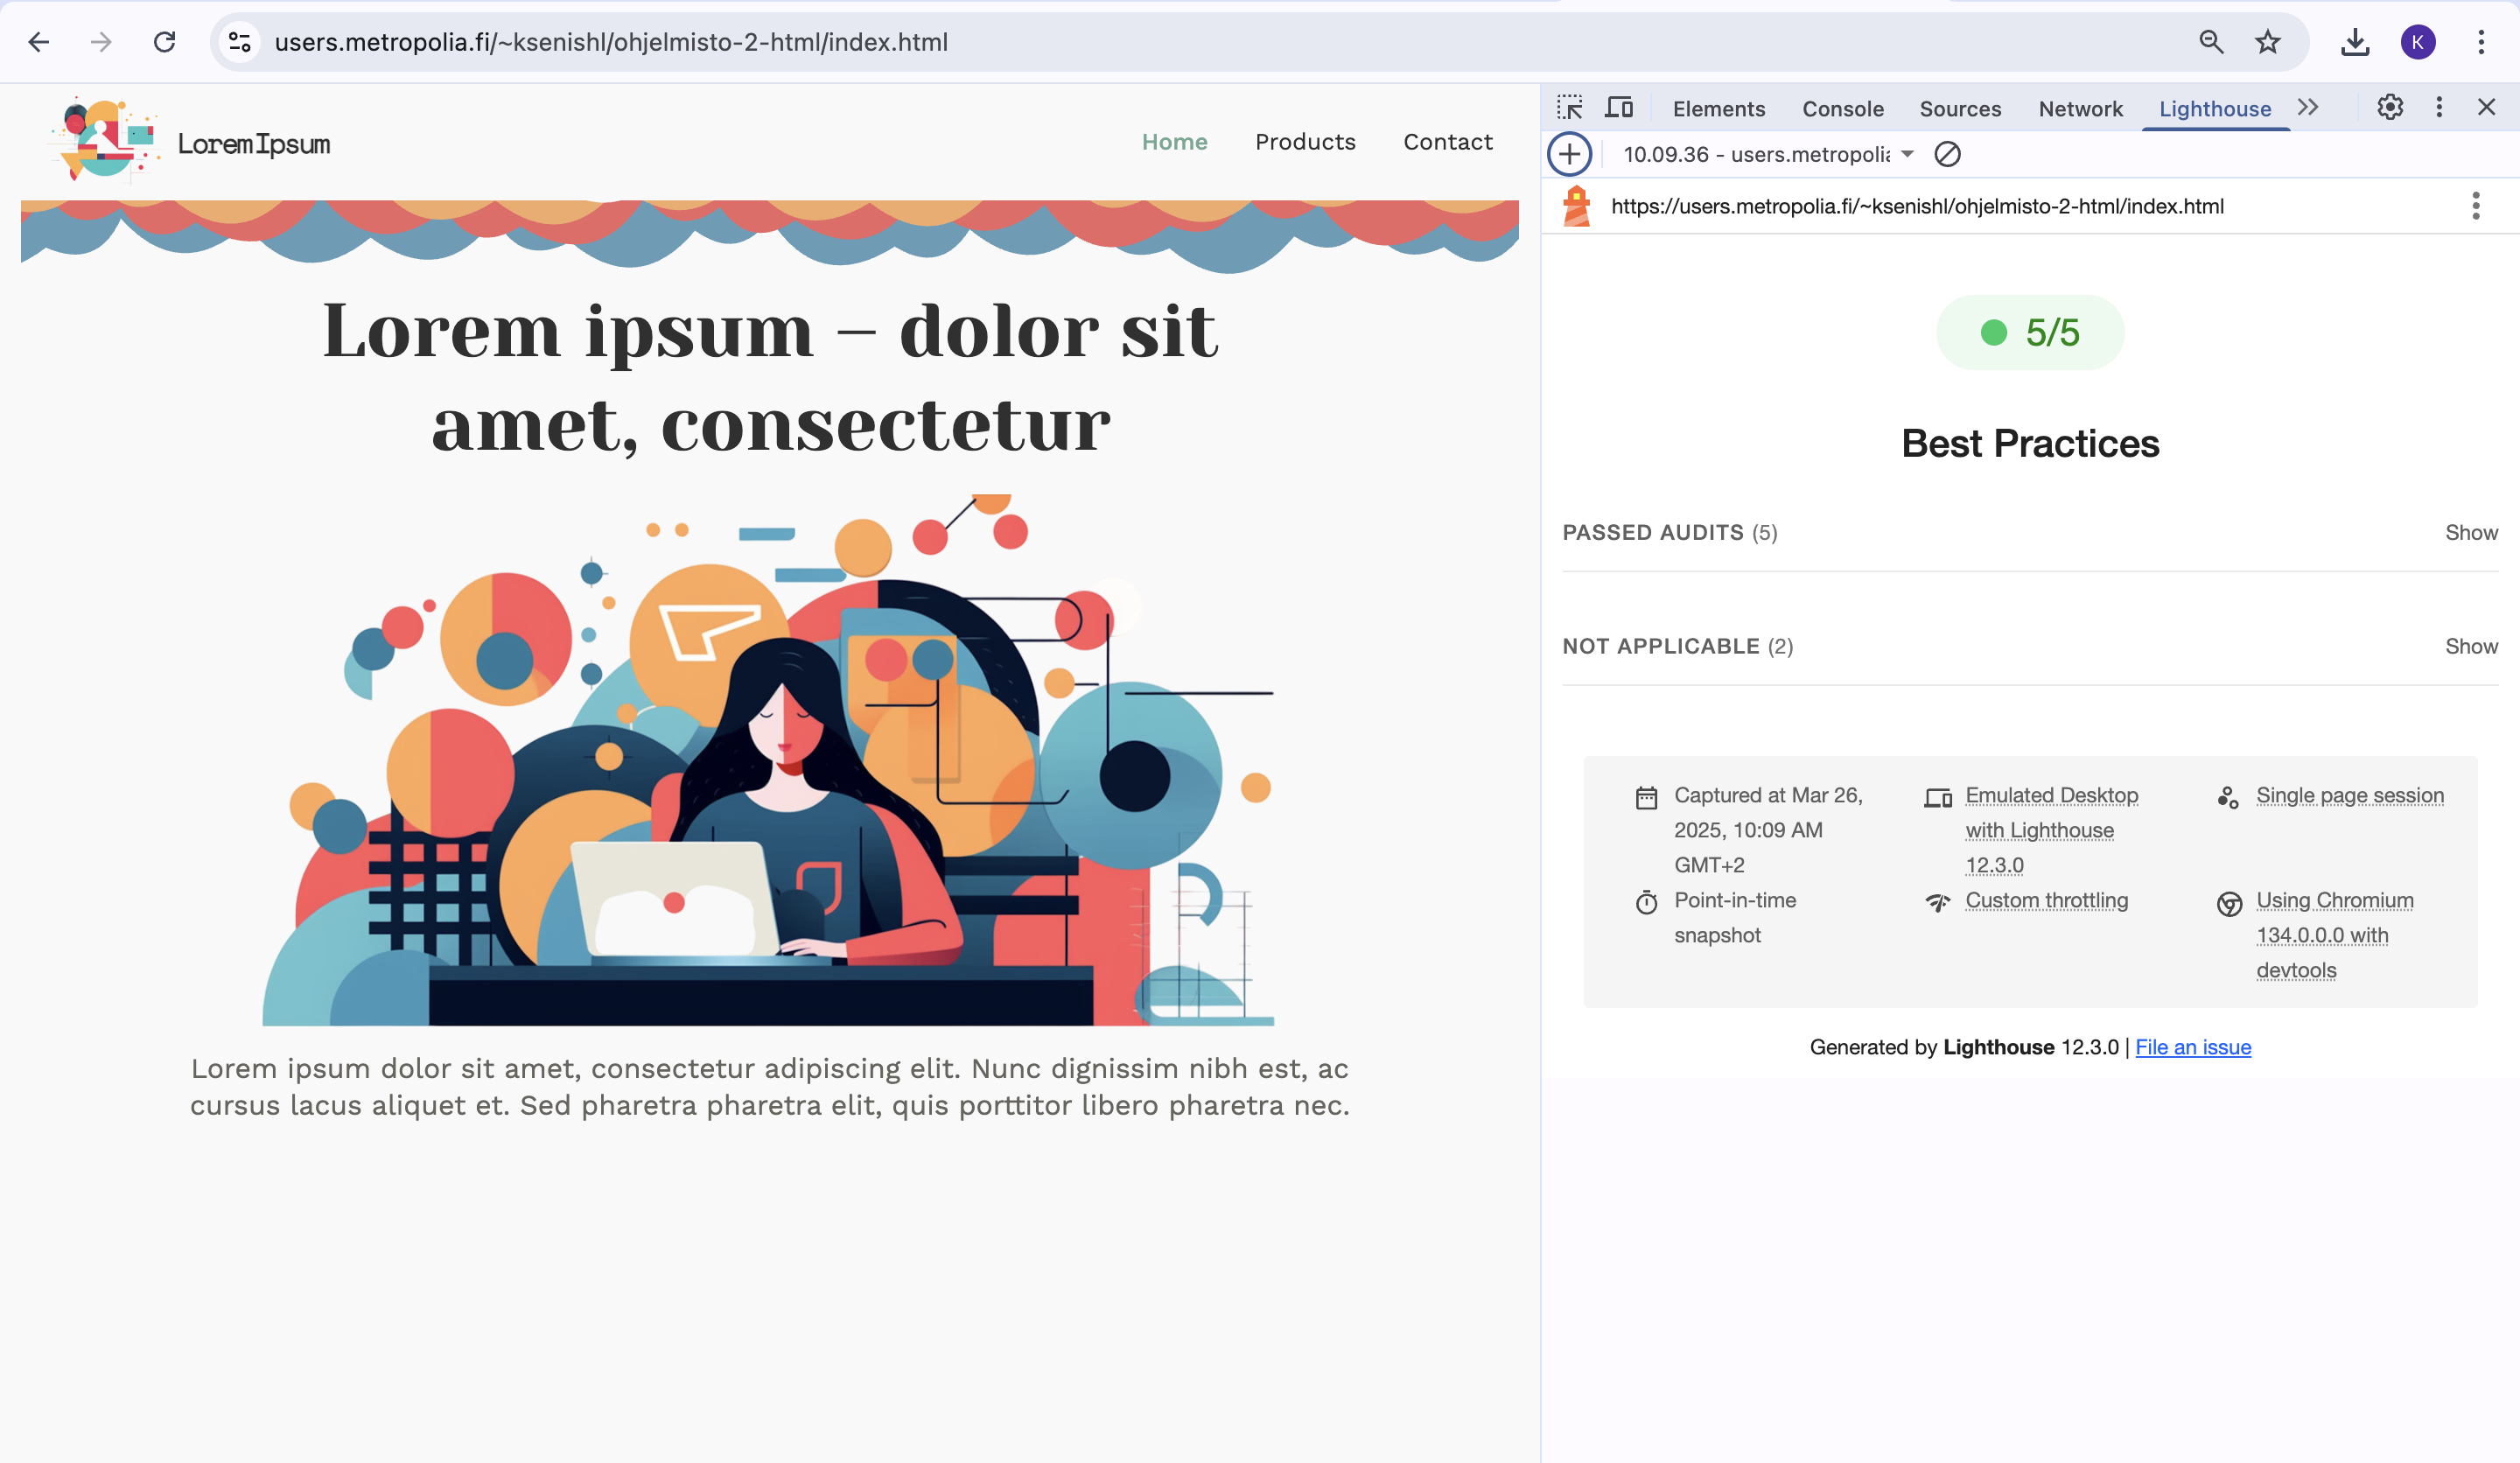 users.metropolia.fi/~ksenishl/ohjelmisto-2-html/index.html
K
LoremIpsum
Home
Products
Contact
Lorem ipsum – dolor sit
amet, consectetur
Lorem ipsum dolor sit amet, consectetur adipiscing elit. Nunc dignissim nibh est, ac
cursus lacus aliquet et. Sed pharetra pharetra elit, quis porttitor libero pharetra nec.
Elements
Console
Sources
Network
Lighthouse
10.09.36 - users.metropolia
https://users.metropolia.fi/~ksenishl/ohjelmisto-2-html/index.html
5/5
Best Practices
PASSED AUDITS (5)
Show
NOT APPLICABLE (2)
Show
Captured at Mar 26,
2025, 10:09 AM
GMT+2
Emulated Desktop
with Lighthouse
12.3.0
Single page session
Point-in-time
snapshot
Custom throttling
Using Chromium
134.0.0.0 with
devtools
Generated by Lighthouse 12.3.0 | File an issue